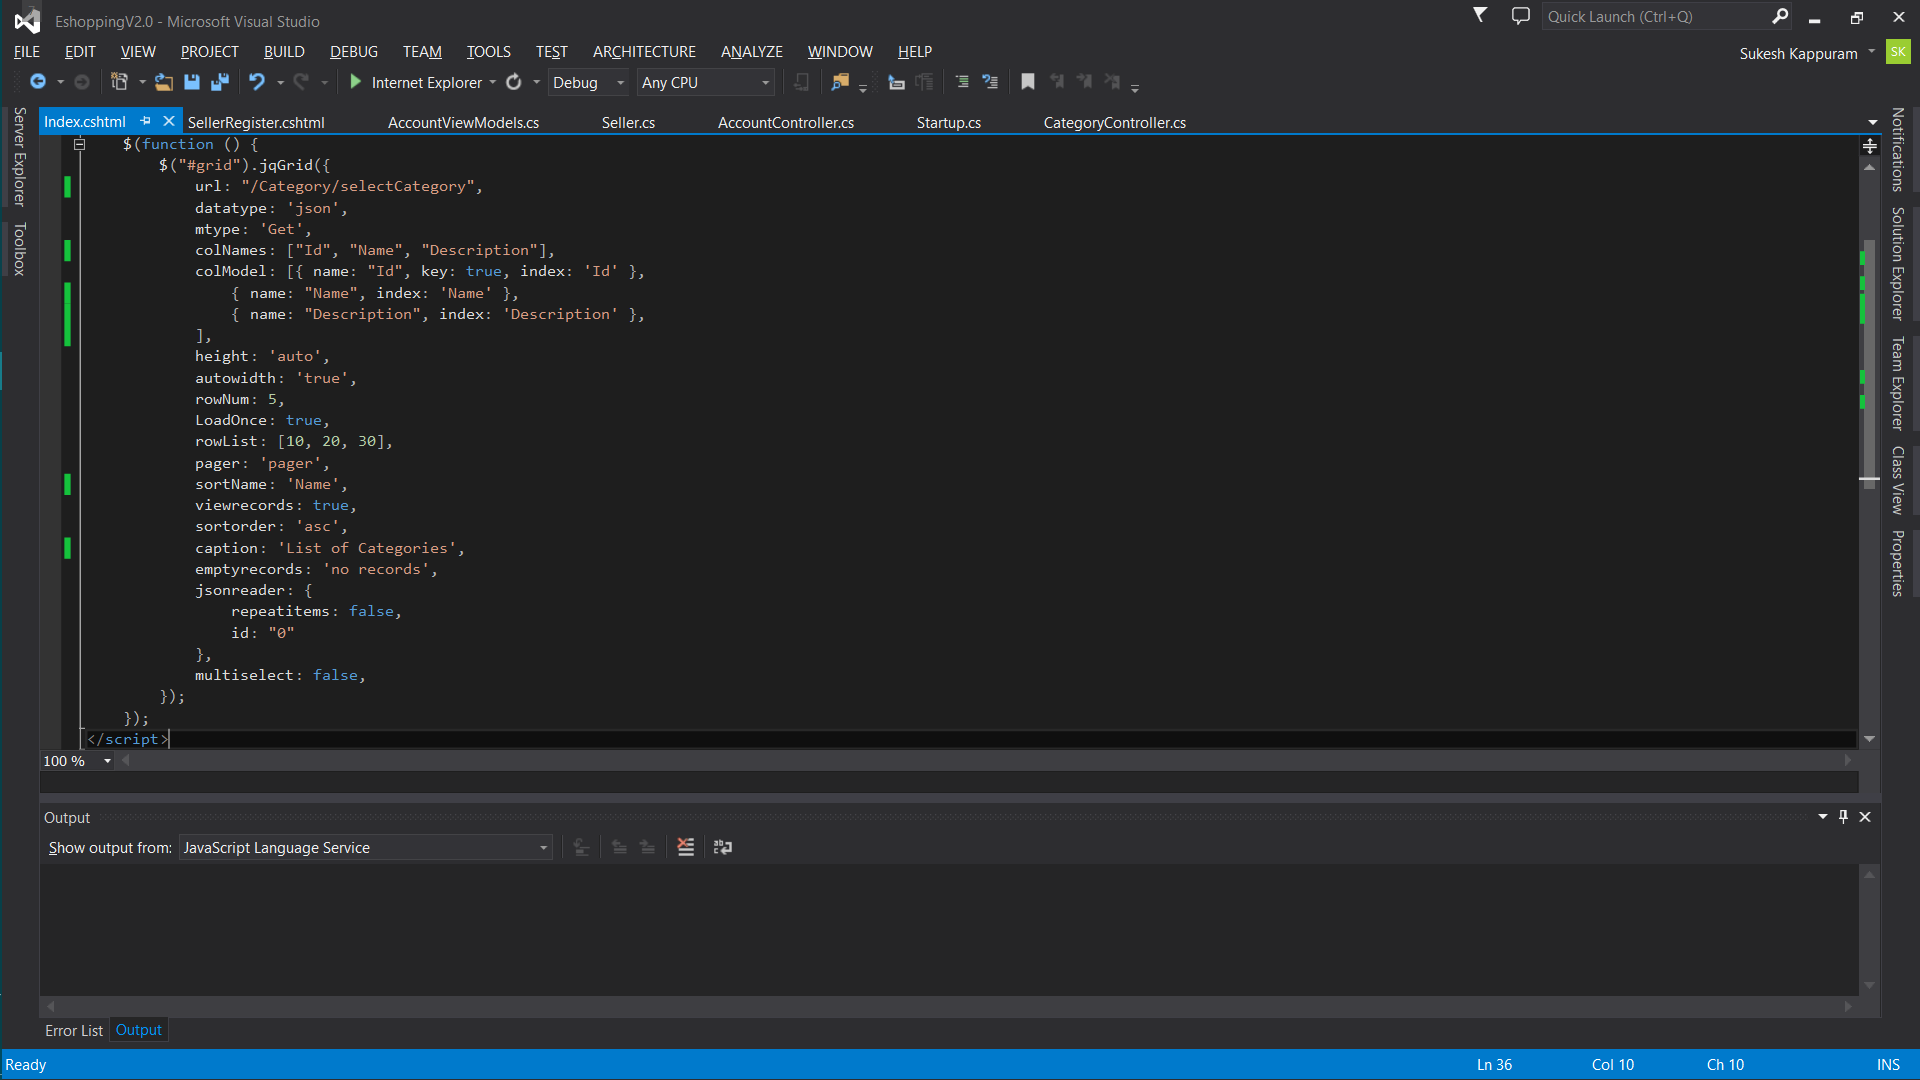 EshoppingV2.0 - Microsoft Visual Studio
Quick Launch (Ctrl+Q)
FILE EDIT VIEW PROJECT BUILD DEBUG TEAM TOOLS TEST ARCHITECTURE ANALYZE WINDOW HELP
Sukesh Kappuram SK
Internet Explorer Debug Any CPU
Server Explorer
Toolbox
Index.cshtml SellerRegister.cshtml AccountViewModels.cs Seller.cs AccountController.cs Startup.cs CategoryController.cs
$(function () {
$("#grid").jqGrid({
url: "/Category/selectCategory",
datatype: 'json',
mtype: 'Get',
colNames: ["Id", "Name", "Description"],
colModel: [{ name: "Id", key: true, index: 'Id' },
{ name: "Name", index: 'Name' },
{ name: "Description", index: 'Description' },
],
height: 'auto',
autowidth: 'true',
rowNum: 5,
LoadOnce: true,
rowList: [10, 20, 30],
pager: 'pager',
sortName: 'Name',
viewrecords: true,
sortorder: 'asc',
caption: 'List of Categories',
emptyrecords: 'no records',
jsonreader: {
repeatitems: false,
id: "0"
},
multiselect: false,
});
});
</script>
100 %
Notifications
Solution Explorer
Team Explorer
Class View
Properties
Output
Show output from: JavaScript Language Service
Error List Output
Ready Ln 36 Col 10 Ch 10 INS